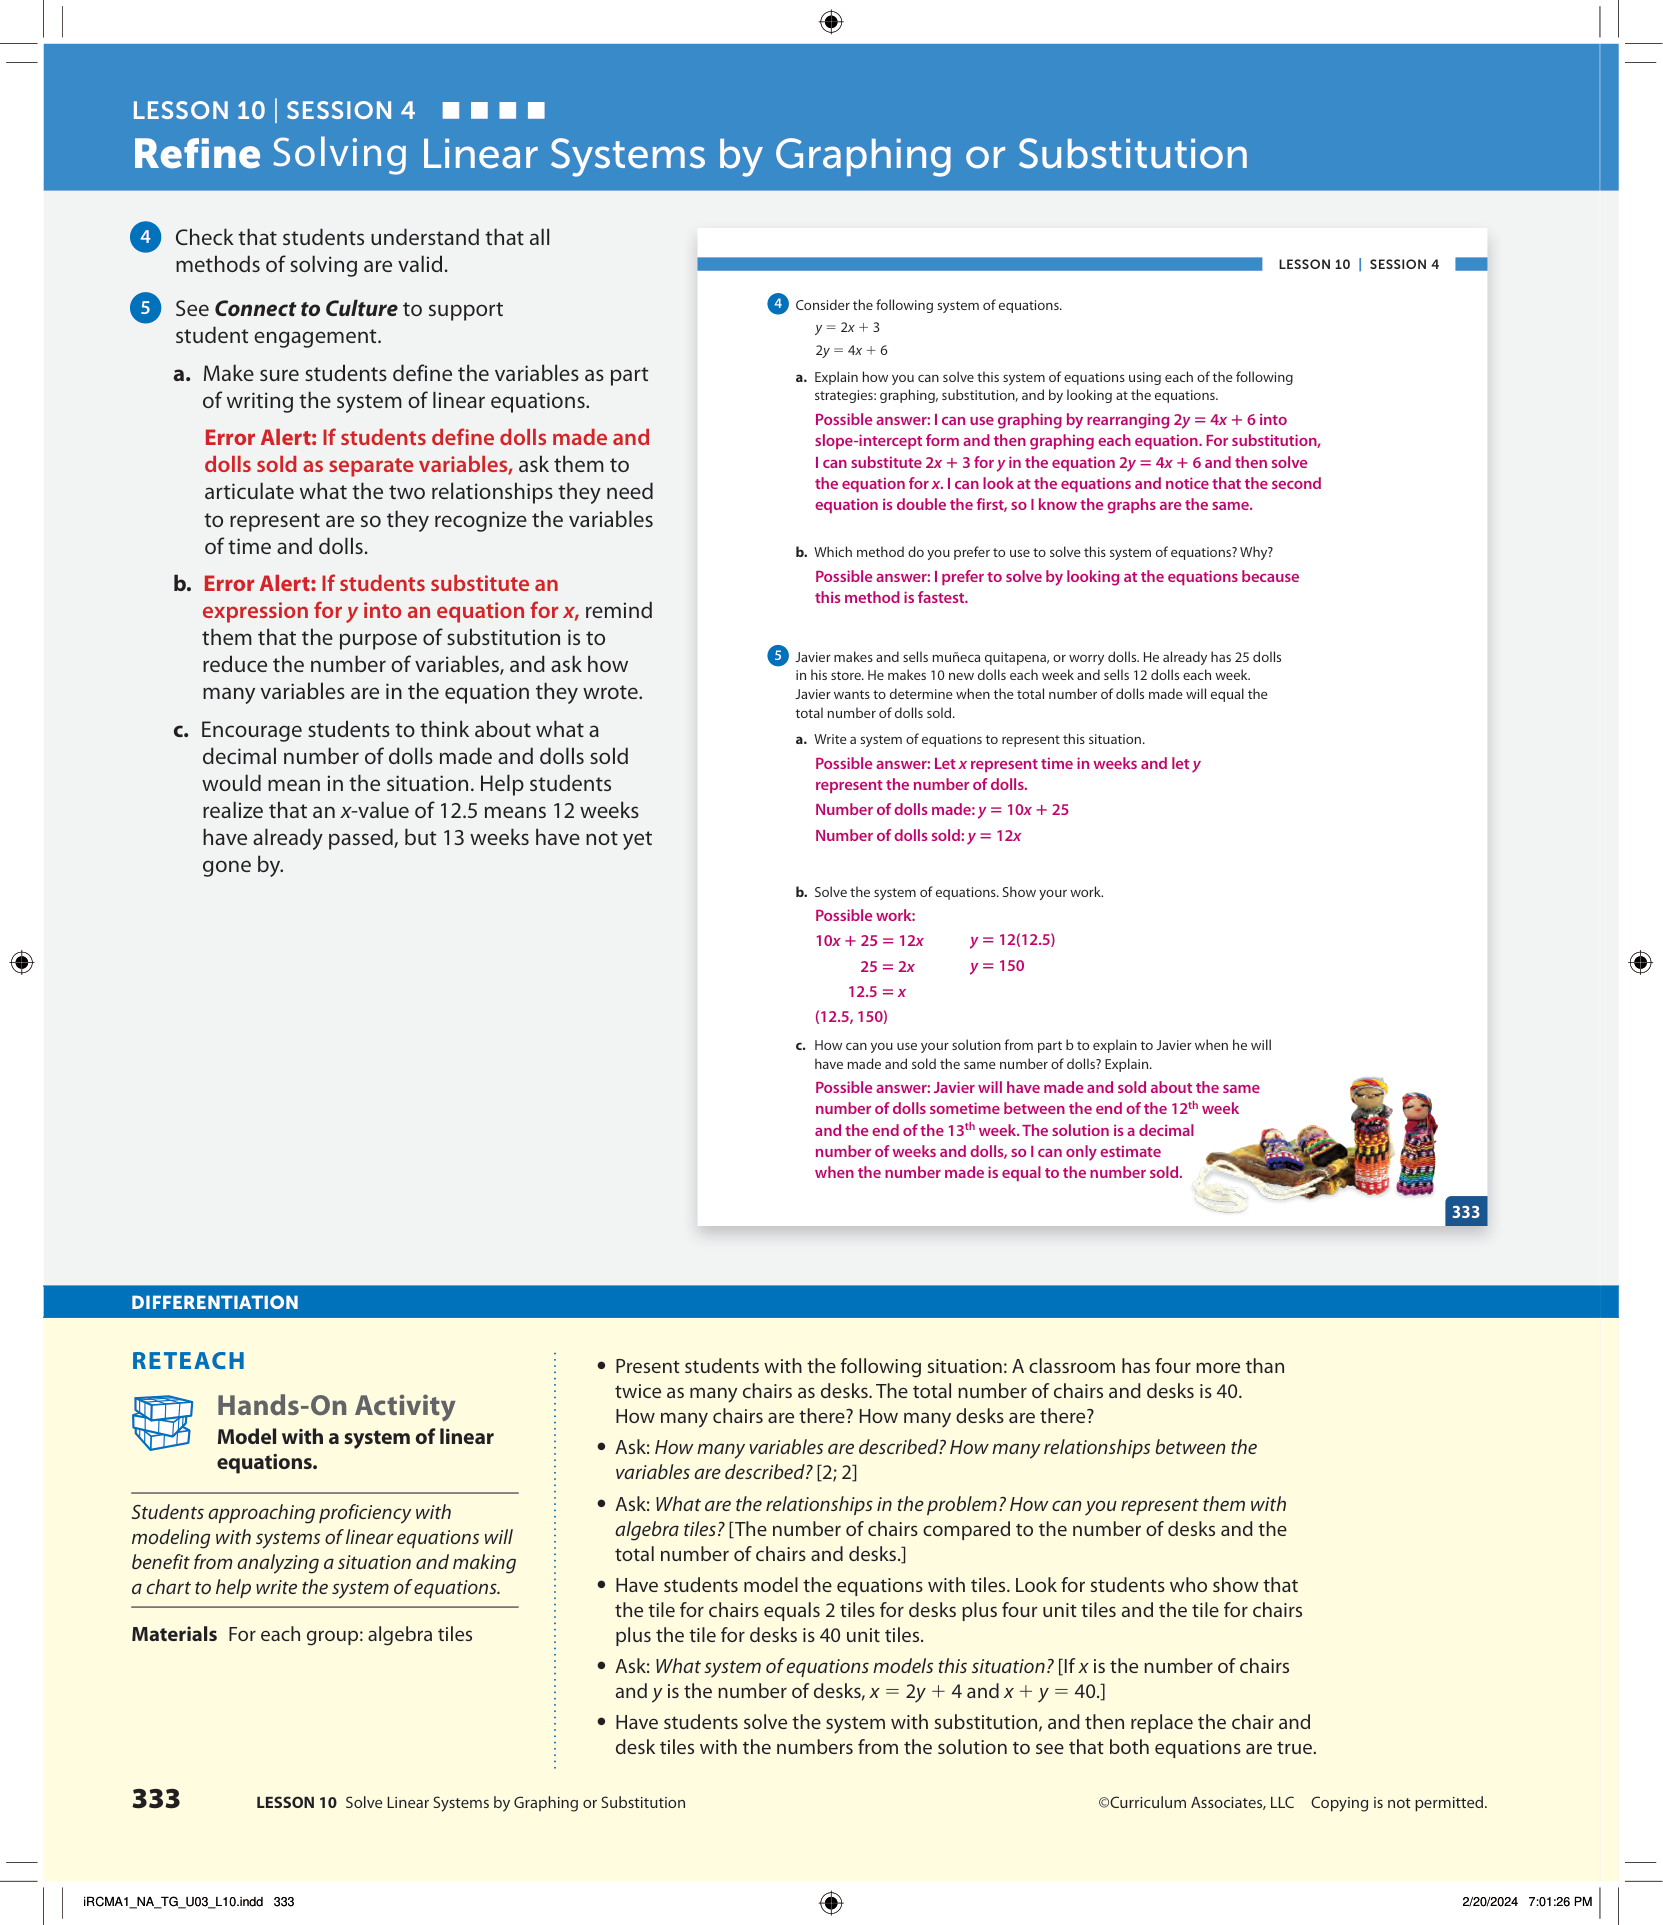 LESSON 10 | SESSION 4
Refine Solving Linear Systems by Graphing or Substitution
4 Check that students understand that all
methods of solving are valid.
5 See Connect to Culture to support
student engagement.
a. Make sure students define the variables as part
of writing the system of linear equations.
Error Alert: If students define dolls made and
dolls sold as separate variables, ask them to
articulate what the two relationships they need
to represent are so they recognize the variables
of time and dolls.
b. Error Alert: If students substitute an
expression for y into an equation for x, remind
them that the purpose of substitution is to
reduce the number of variables, and ask how
many variables are in the equation they wrote.
c. Encourage students to think about what a
decimal number of dolls made and dolls sold
would mean in the situation. Help students
realize that an x-value of 12.5 means 12 weeks
have already passed, but 13 weeks have not yet
gone by.
LESSON 10 | SESSION 4
4 Consider the following system of equations.
y = 2x + 3
2y = 4x + 6
a. Explain how you can solve this system of equations using each of the following
strategies: graphing, substitution, and by looking at the equations.
Possible answer: I can use graphing by rearranging 2y = 4x + 6 into
slope-intercept form and then graphing each equation. For substitution,
I can substitute 2x + 3 for y in the equation 2y = 4x + 6 and then solve
the equation for x. I can look at the equations and notice that the second
equation is double the first, so I know the graphs are the same.
b. Which method do you prefer to use to solve this system of equations? Why?
Possible answer: I prefer to solve by looking at the equations because
this method is fastest.
5 Javier makes and sells muñeca quitapena, or worry dolls. He already has 25 dolls
in his store. He makes 10 new dolls each week and sells 12 dolls each week.
Javier wants to determine when the total number of dolls made will equal the
total number of dolls sold.
a. Write a system of equations to represent this situation.
Possible answer: Let x represent time in weeks and let y
represent the number of dolls.
Number of dolls made: y = 10x + 25
Number of dolls sold: y = 12x
b. Solve the system of equations. Show your work.
Possible work:
10x + 25 = 12x y = 12(12.5)
25 = 2x y = 150
12.5 = x
(12.5, 150)
c. How can you use your solution from part b to explain to Javier when he will
have made and sold the same number of dolls? Explain.
Possible answer: Javier will have made and sold about the same
number of dolls sometime between the end of the 12th week
and the end of the 13th week. The solution is a decimal
number of weeks and dolls, so I can only estimate
when the number made is equal to the number sold.
333
DIFFERENTIATION
RETEACH
Hands-On Activity
Model with a system of linear
equations.
Students approaching proficiency with
modeling with systems of linear equations will
benefit from analyzing a situation and making
a chart to help write the system of equations.
Materials For each group: algebra tiles
• Present students with the following situation: A classroom has four more than
twice as many chairs as desks. The total number of chairs and desks is 40.
How many chairs are there? How many desks are there?
• Ask: How many variables are described? How many relationships between the
variables are described? [2; 2]
• Ask: What are the relationships in the problem? How can you represent them with
algebra tiles? [The number of chairs compared to the number of desks and the
total number of chairs and desks.]
• Have students model the equations with tiles. Look for students who show that
the tile for chairs equals 2 tiles for desks plus four unit tiles and the tile for chairs
plus the tile for desks is 40 unit tiles.
• Ask: What system of equations models this situation? [If x is the number of chairs
and y is the number of desks, x = 2y + 4 and x + y = 40.]
• Have students solve the system with substitution, and then replace the chair and
desk tiles with the numbers from the solution to see that both equations are true.
333 LESSON 10 Solve Linear Systems by Graphing or Substitution ©Curriculum Associates, LLC Copying is not permitted.
iRCMA1_NA_TG_U03_L10.indd 333 2/20/2024 7:01:26 PM